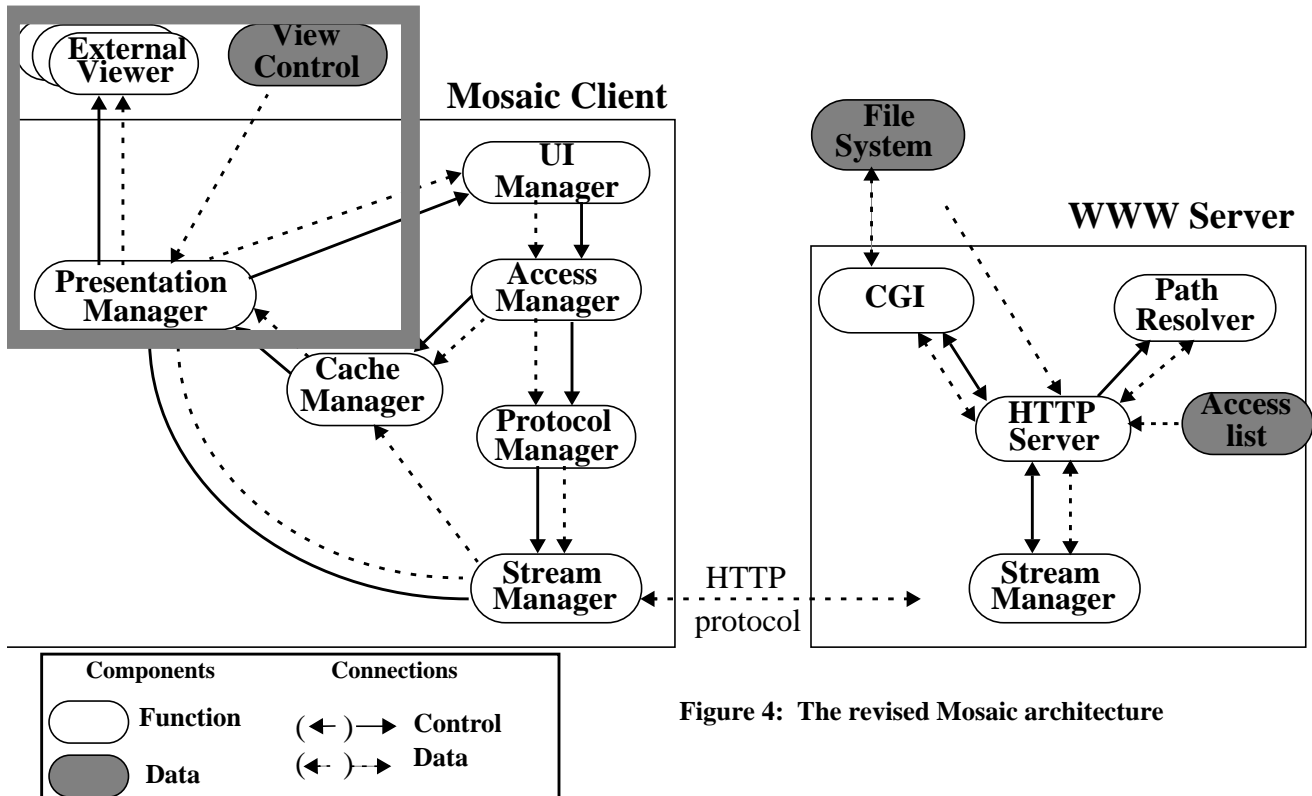 External
Viewer
View
Control
Mosaic Client
File
System
UI
Manager
WWW Server
Presentation
Manager
Access
Manager
CGI
Path
Resolver
Cache
Manager
Protocol
Manager
HTTP
Server
Access
list
Stream
Manager
HTTP
protocol
Stream
Manager
Components
Connections
Function
( ) Control
Data
( ) Data
Figure 4: The revised Mosaic architecture